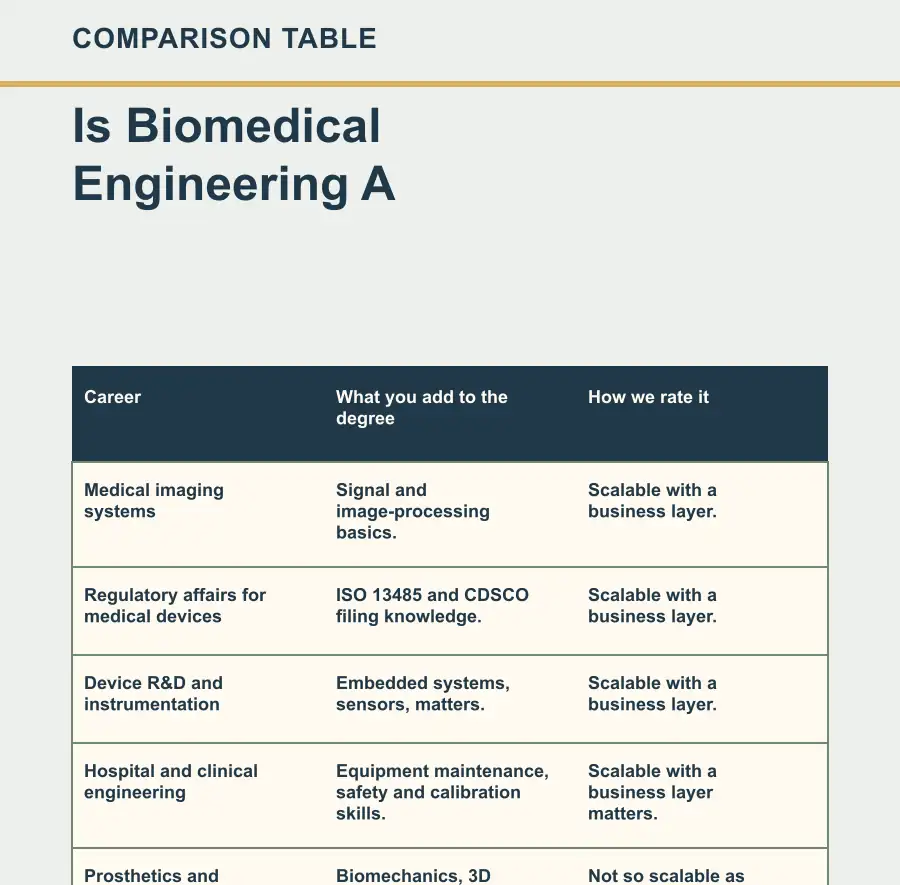 COMPARISON TABLE
Is Biomedical
Engineering A
Career
What you add to the
degree
How we rate it
Medical imaging
systems
Signal and
image-processing
basics.
Scalable with a
business layer.
Regulatory affairs for
medical devices
ISO 13485 and CDSCO
filing knowledge.
Scalable with a
business layer.
Device R&D and
instrumentation
Embedded systems,
sensors, matters.
Scalable with a
business layer.
Hospital and clinical
engineering
Equipment maintenance,
safety and calibration
skills.
Scalable with a
business layer
matters.
Prosthetics and
Biomechanics, 3D
Not so scalable as